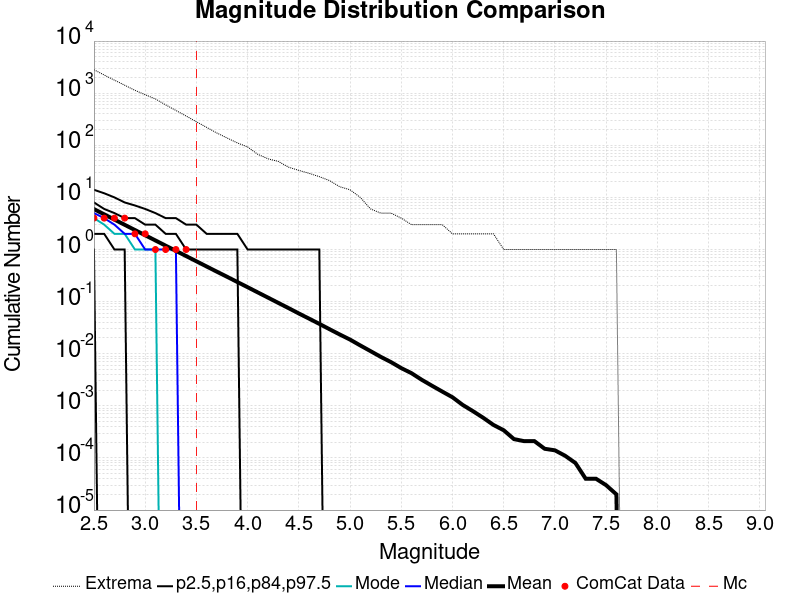 Magnitude Distribution Comparison
10^4
10^3
10^2
10^1
10^0
10^-1
10^-2
10^-3
10^-4
10^-5
Cumulative Number
2.5 3.0 3.5 4.0 4.5 5.0 5.5 6.0 6.5 7.0 7.5 8.0 8.5 9.0
Magnitude
Extrema p2.5,p16,p84,p97.5 Mode Median Mean ComCat Data Mc